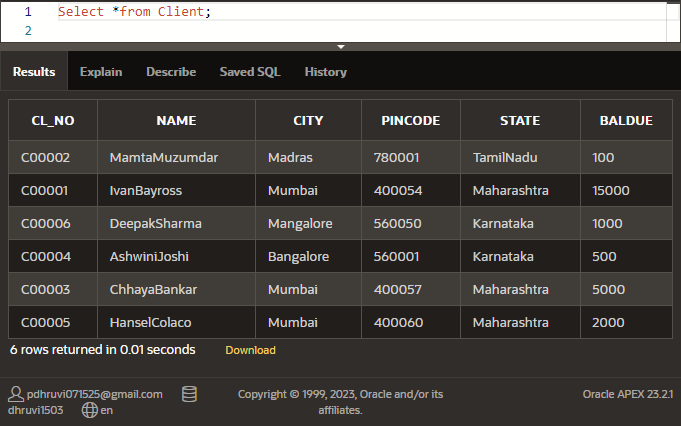 1 Select *from Client;
2
Results Explain Describe Saved SQL History
CL_NO NAME CITY PINCODE STATE BALDUE
C00002 MamtaMuzumdar Madras 780001 TamilNadu 100
C00001 IvanBayross Mumbai 400054 Maharashtra 15000
C00006 DeepakSharma Mangalore 560050 Karnataka 1000
C00004 AshwiniJoshi Bangalore 560001 Karnataka 500
C00003 ChhayaBankar Mumbai 400057 Maharashtra 5000
C00005 HanselColaco Mumbai 400060 Maharashtra 2000
6 rows returned in 0.01 seconds Download
pdhruvi071525@gmail.com Copyright © 1999, 2023, Oracle and/or its Oracle APEX 23.2.1
dhruvi1503 en affiliates.